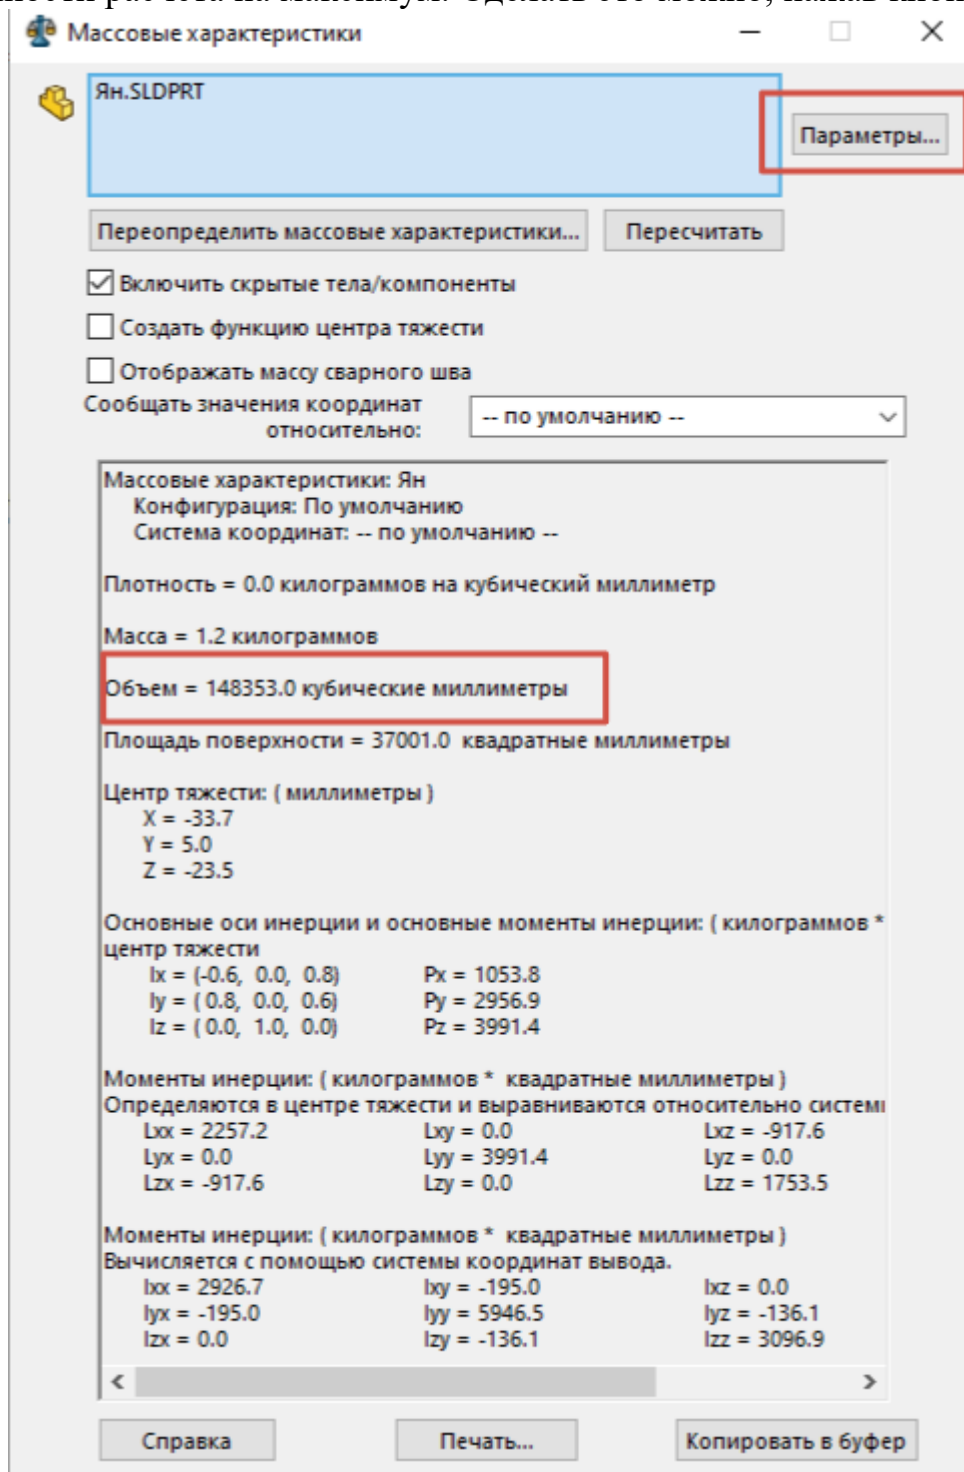 расчета на максимум. Сделать это можно, нажав
Массовые характеристики
Ян.SLDPRT
Параметры...
Переопределить массовые характеристики... Пересчитать
Включить скрытые тела/компоненты
Создать функцию центра тяжести
Отображать массу сварного шва
Сообщать значения координат
относительно: -- по умолчанию --
Массовые характеристики: Ян
Конфигурация: По умолчанию
Система координат: -- по умолчанию --
Плотность = 0.0 килограммов на кубический миллиметр
Масса = 1.2 килограммов
Объем = 148353.0 кубические миллиметры
Площадь поверхности = 37001.0 квадратные миллиметры
Центр тяжести: ( миллиметры )
X = -33.7
Y = 5.0
Z = -23.5
Основные оси инерции и основные моменты инерции: ( килограммов *
центр тяжести
Ix = (-0.6, 0.0, 0.8) Px = 1053.8
Iy = ( 0.8, 0.0, 0.6) Py = 2956.9
Iz = ( 0.0, 1.0, 0.0) Pz = 3991.4
Моменты инерции: ( килограммов * квадратные миллиметры )
Определяются в центре тяжести и выравниваются относительно систем
Lxx = 2257.2 Lxy = 0.0 Lxz = -917.6
Lyx = 0.0 Lyy = 3991.4 Lyz = 0.0
Lzx = -917.6 Lzy = 0.0 Lzz = 1753.5
Моменты инерции: ( килограммов * квадратные миллиметры )
Вычисляется с помощью системы координат вывода.
Ixx = 2926.7 Ixy = -195.0 Ixz = 0.0
Iyx = -195.0 Iyy = 5946.5 Iyz = -136.1
Izx = 0.0 Izy = -136.1 Izz = 3096.9
Справка Печать... Копировать в буфер